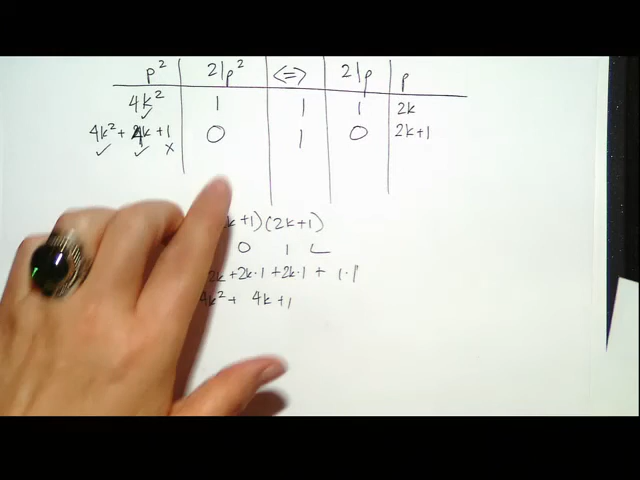 p² 2|p² <=> 2|p p
4k² 1 1 1 2k
4k² + 4k + 1 0 1 0 2k+1
k+1)(2k+1)
0 1
2k + 2k·1 + 2k·1 + 1·1
4k² + 4k + 1